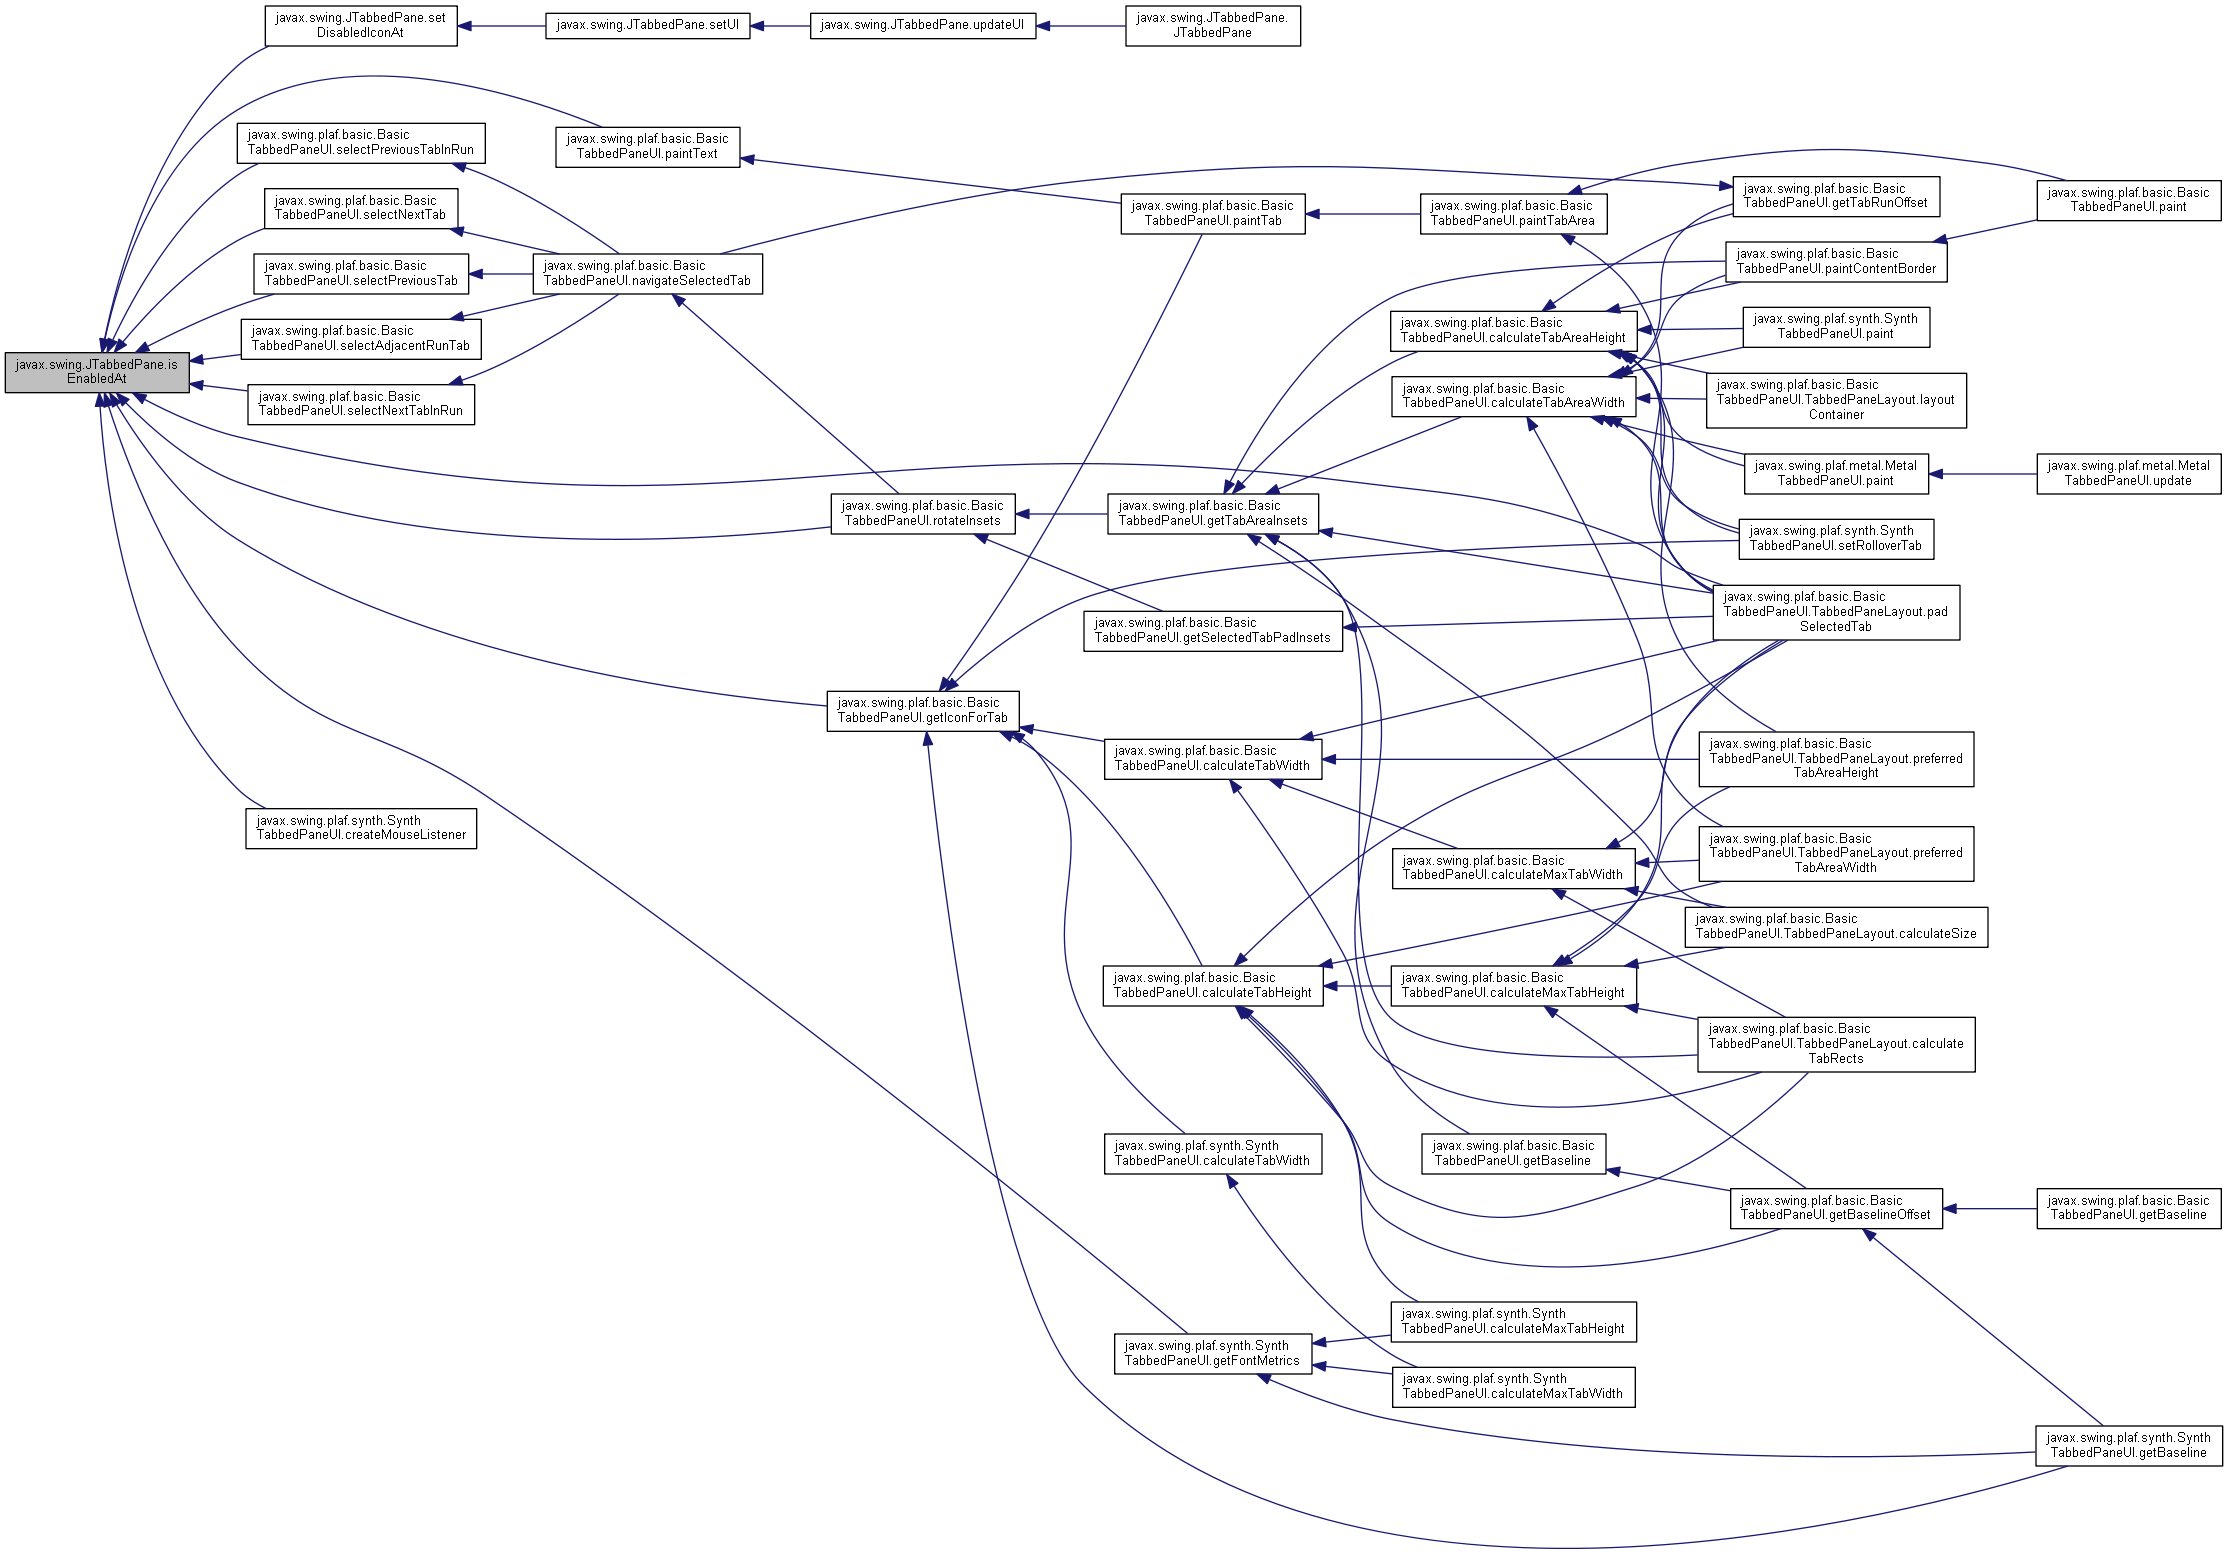 javax.swing.JTabbedPane.is
EnabledAt
javax.swing.JTabbedPane.set
DisabledIconAt
javax.swing.plaf.basic.Basic
TabbedPaneUI.selectPreviousTabInRun
javax.swing.plaf.basic.Basic
TabbedPaneUI.selectNextTab
javax.swing.plaf.basic.Basic
TabbedPaneUI.selectPreviousTab
javax.swing.plaf.basic.Basic
TabbedPaneUI.selectAdjacentRunTab
javax.swing.plaf.basic.Basic
TabbedPaneUI.selectNextTabInRun
javax.swing.plaf.synth.Synth
TabbedPaneUI.createMouseListener
javax.swing.JTabbedPane.setUI
javax.swing.plaf.basic.Basic
TabbedPaneUI.paintText
javax.swing.plaf.basic.Basic
TabbedPaneUI.navigateSelectedTab
javax.swing.JTabbedPane.updateUI
javax.swing.plaf.basic.Basic
TabbedPaneUI.rotateInsets
javax.swing.plaf.basic.Basic
TabbedPaneUI.getIconForTab
javax.swing.JTabbedPane.
JTabbedPane
javax.swing.plaf.basic.Basic
TabbedPaneUI.paintTab
javax.swing.plaf.basic.Basic
TabbedPaneUI.getTabAreaInsets
javax.swing.plaf.basic.Basic
TabbedPaneUI.getSelectedTabPadInsets
javax.swing.plaf.basic.Basic
TabbedPaneUI.calculateTabWidth
javax.swing.plaf.basic.Basic
TabbedPaneUI.calculateTabHeight
javax.swing.plaf.synth.Synth
TabbedPaneUI.calculateTabWidth
javax.swing.plaf.synth.Synth
TabbedPaneUI.getFontMetrics
javax.swing.plaf.basic.Basic
TabbedPaneUI.paintTabArea
javax.swing.plaf.basic.Basic
TabbedPaneUI.calculateTabAreaHeight
javax.swing.plaf.basic.Basic
TabbedPaneUI.calculateTabAreaWidth
javax.swing.plaf.basic.Basic
TabbedPaneUI.calculateMaxTabWidth
javax.swing.plaf.basic.Basic
TabbedPaneUI.calculateMaxTabHeight
javax.swing.plaf.basic.Basic
TabbedPaneUI.getBaseline
javax.swing.plaf.synth.Synth
TabbedPaneUI.calculateMaxTabHeight
javax.swing.plaf.synth.Synth
TabbedPaneUI.calculateMaxTabWidth
javax.swing.plaf.basic.Basic
TabbedPaneUI.getTabRunOffset
javax.swing.plaf.basic.Basic
TabbedPaneUI.paintContentBorder
javax.swing.plaf.synth.Synth
TabbedPaneUI.paint
javax.swing.plaf.basic.Basic
TabbedPaneUI.TabbedPaneLayout.layout
Container
javax.swing.plaf.metal.Metal
TabbedPaneUI.paint
javax.swing.plaf.synth.Synth
TabbedPaneUI.setRolloverTab
javax.swing.plaf.basic.Basic
TabbedPaneUI.TabbedPaneLayout.pad
SelectedTab
javax.swing.plaf.basic.Basic
TabbedPaneUI.TabbedPaneLayout.preferred
TabAreaHeight
javax.swing.plaf.basic.Basic
TabbedPaneUI.TabbedPaneLayout.preferred
TabAreaWidth
javax.swing.plaf.basic.Basic
TabbedPaneUI.TabbedPaneLayout.calculateSize
javax.swing.plaf.basic.Basic
TabbedPaneUI.TabbedPaneLayout.calculate
TabRects
javax.swing.plaf.basic.Basic
TabbedPaneUI.getBaselineOffset
javax.swing.plaf.basic.Basic
TabbedPaneUI.paint
javax.swing.plaf.metal.Metal
TabbedPaneUI.update
javax.swing.plaf.basic.Basic
TabbedPaneUI.getBaseline
javax.swing.plaf.synth.Synth
TabbedPaneUI.getBaseline